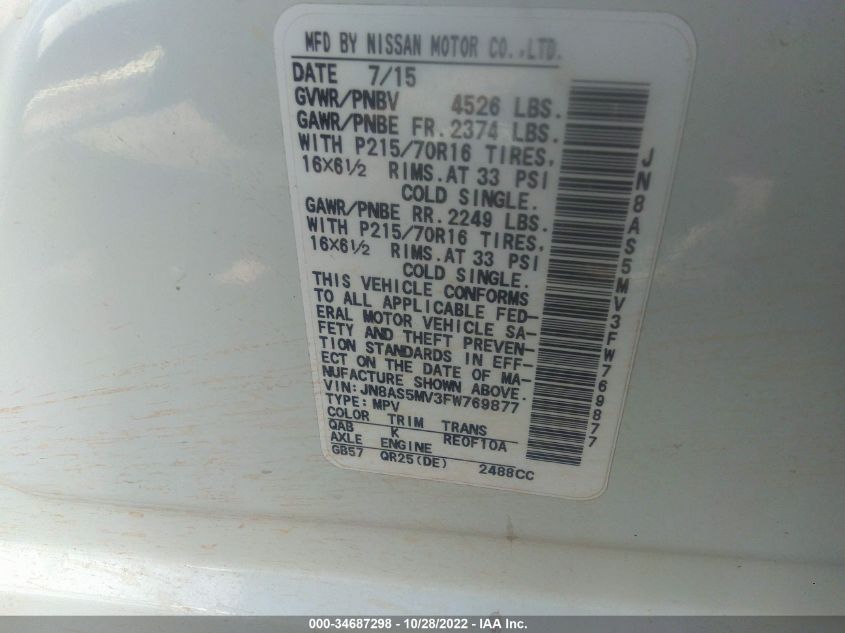 MFD BY NISSAN MOTOR CO.,LTD.
DATE 7/15
GVWR/PNBV 4526 LBS.
GAWR/PNBE FR.2374 LBS.
WITH P215/70R16 TIRES,
16X6½ RIMS.AT 33 PSI
COLD SINGLE.
GAWR/PNBE RR.2249 LBS.
WITH P215/70R16 TIRES,
16X6½ RIMS.AT 33 PSI
COLD SINGLE.
THIS VEHICLE CONFORMS
TO ALL APPLICABLE FED-
ERAL MOTOR VEHICLE SA-
FETY AND THEFT PREVEN-
TION STANDARDS IN EFF-
ECT ON THE DATE OF MA-
NUFACTURE SHOWN ABOVE.
VIN:JN8AS5MV3FW769877
TYPE:MPV
COLOR TRIM TRANS
QAB K RE0F10A
AXLE ENGINE
GB57 QR25(DE) 2488CC
JN8AS5MV3FW769877
000-34687298 - 10/28/2022 - IAA Inc.